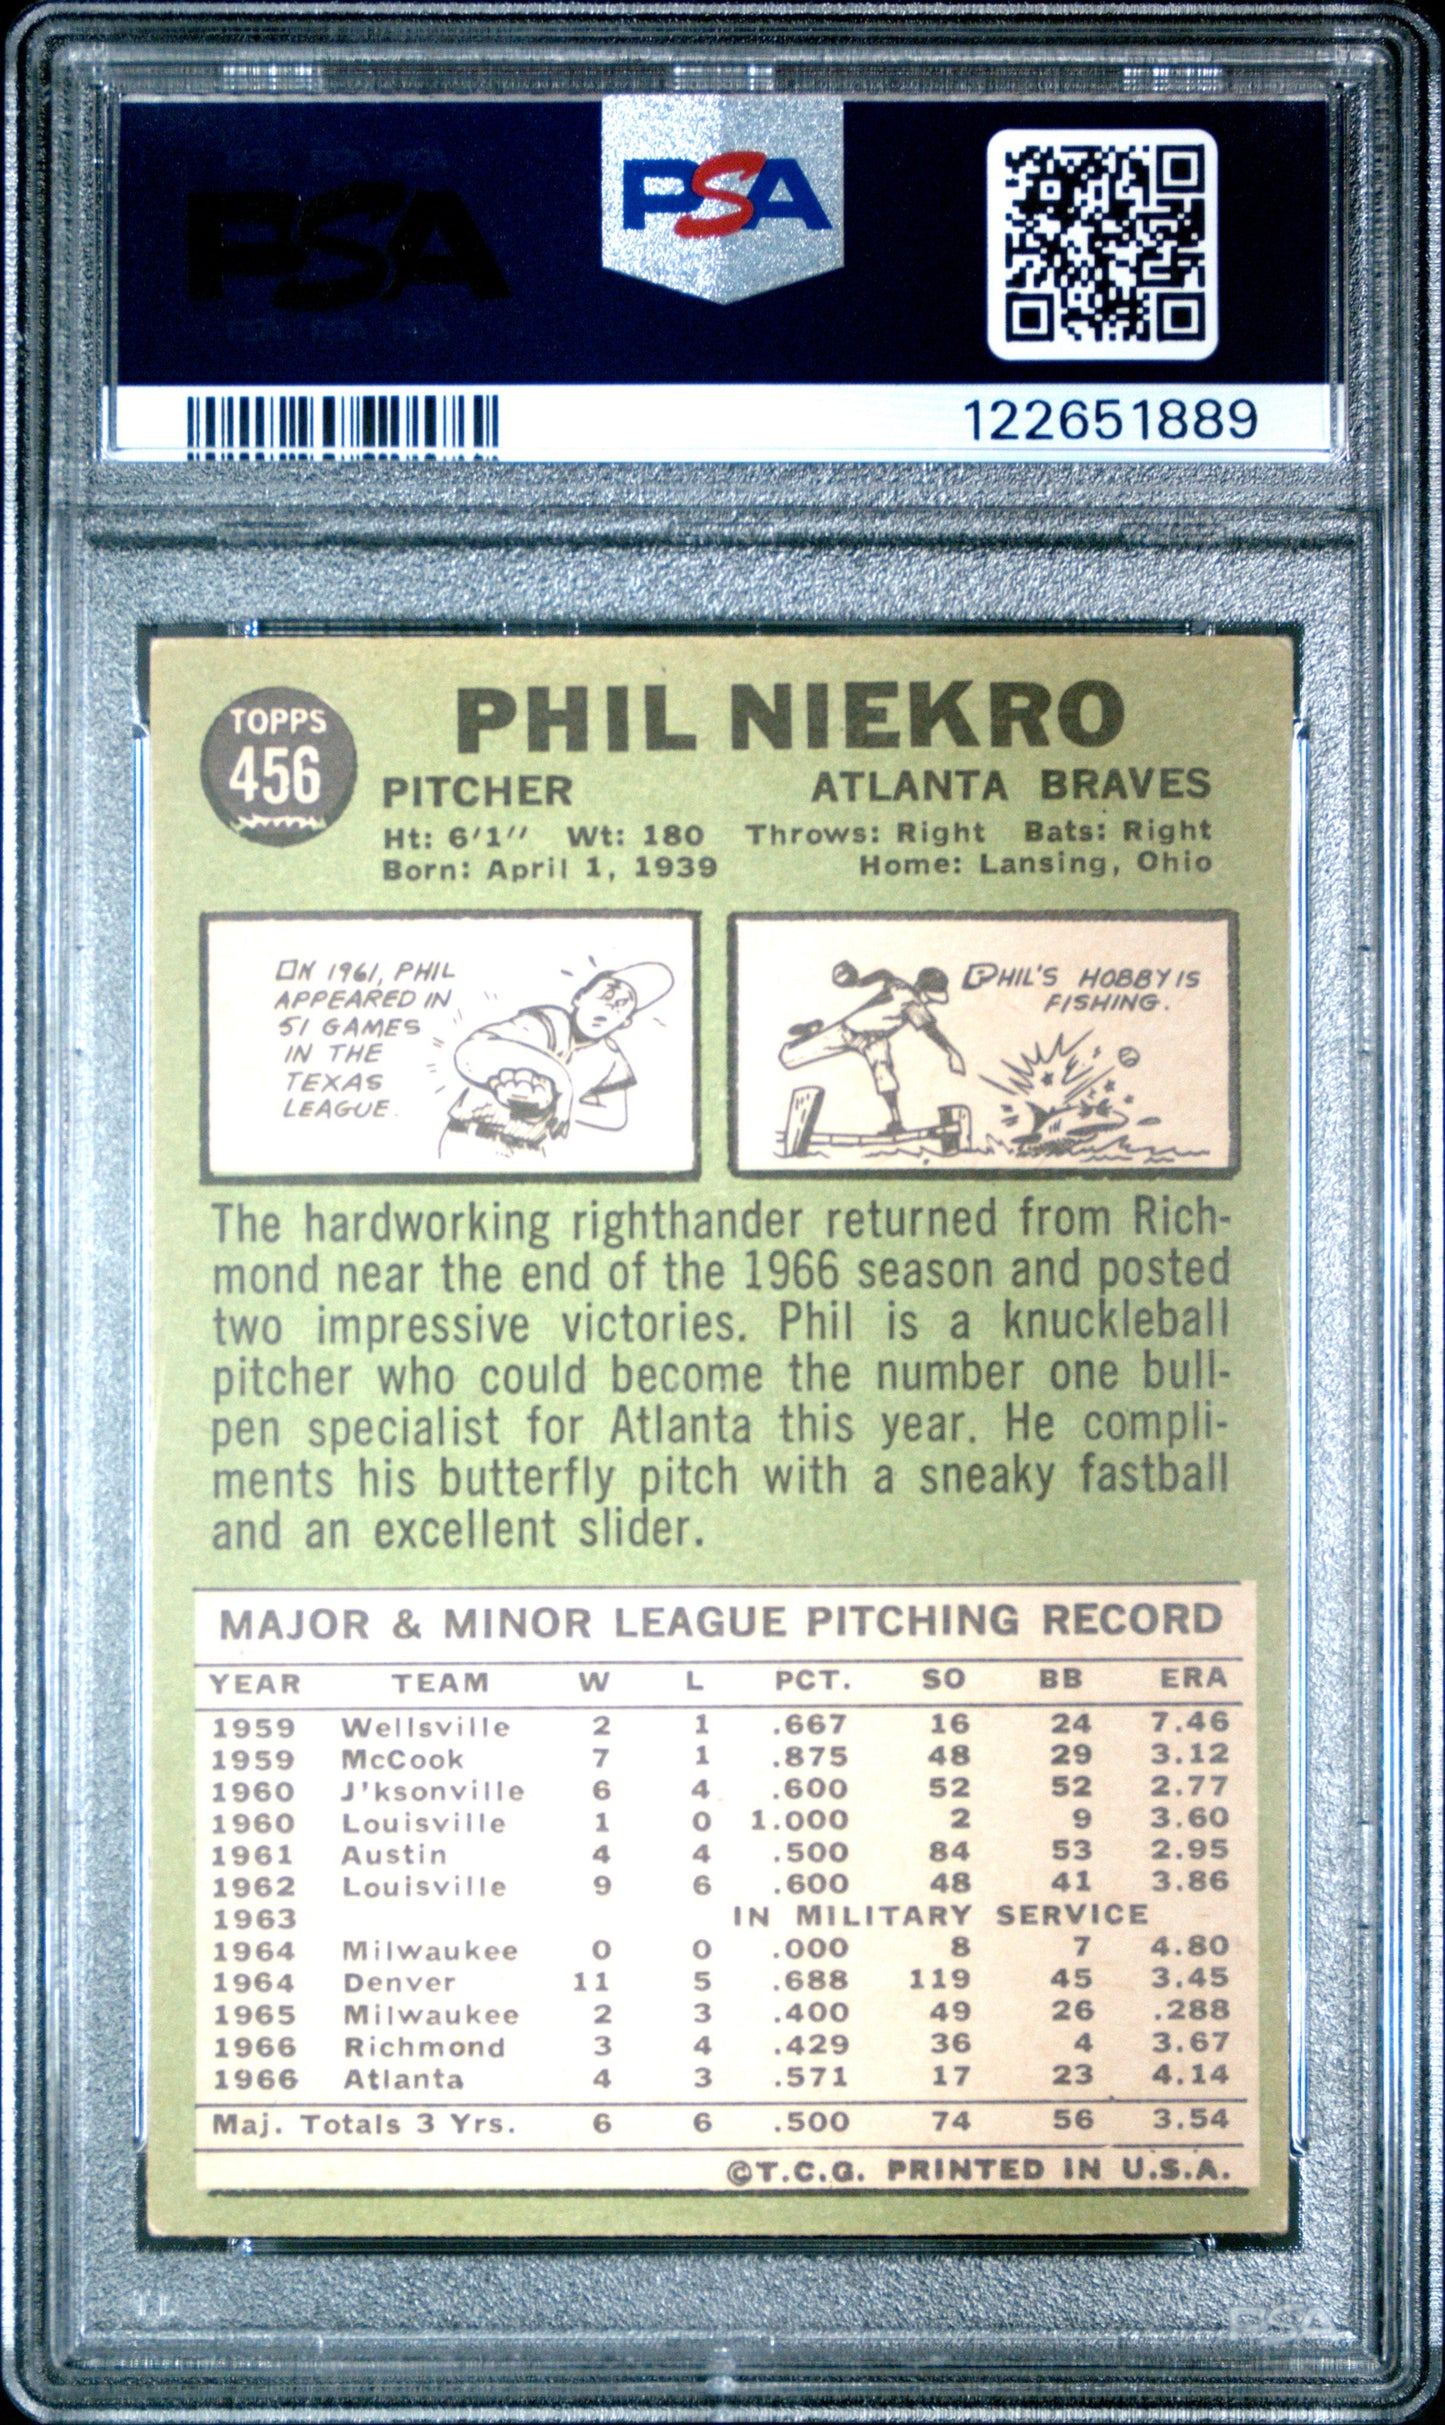 PSA
PSA
122651889
TOPPS
456
PHIL NIEKRO
PITCHER ATLANTA BRAVES
Ht: 6'1" Wt: 180 Throws: Right Bats: Right
Born: April 1, 1939 Home: Lansing, Ohio
IN 1961, PHIL
APPEARED IN
51 GAMES
IN THE
TEXAS
LEAGUE.
PHIL'S HOBBY IS
FISHING.
The hardworking righthander returned from Rich-
mond near the end of the 1966 season and posted
two impressive victories. Phil is a knuckleball
pitcher who could become the number one bull-
pen specialist for Atlanta this year. He compli-
ments his butterfly pitch with a sneaky fastball
and an excellent slider.
MAJOR & MINOR LEAGUE PITCHING RECORD
YEAR TEAM W L PCT. SO BB ERA
1959 Wellsville 2 1 .667 16 24 7.46
1959 McCook 7 1 .875 48 29 3.12
1960 J'ksonville 6 4 .600 52 52 2.77
1960 Louisville 1 0 1.000 2 9 3.60
1961 Austin 4 4 .500 84 53 2.95
1962 Louisville 9 6 .600 48 41 3.86
1963 IN MILITARY SERVICE
1964 Milwaukee 0 0 .000 8 7 4.80
1964 Denver 11 5 .688 119 45 3.45
1965 Milwaukee 2 3 .400 49 26 .288
1966 Richmond 3 4 .429 36 4 3.67
1966 Atlanta 4 3 .571 17 23 4.14
Maj. Totals 3 Yrs. 6 6 .500 74 56 3.54
©T.C.G. PRINTED IN U.S.A.
PSA